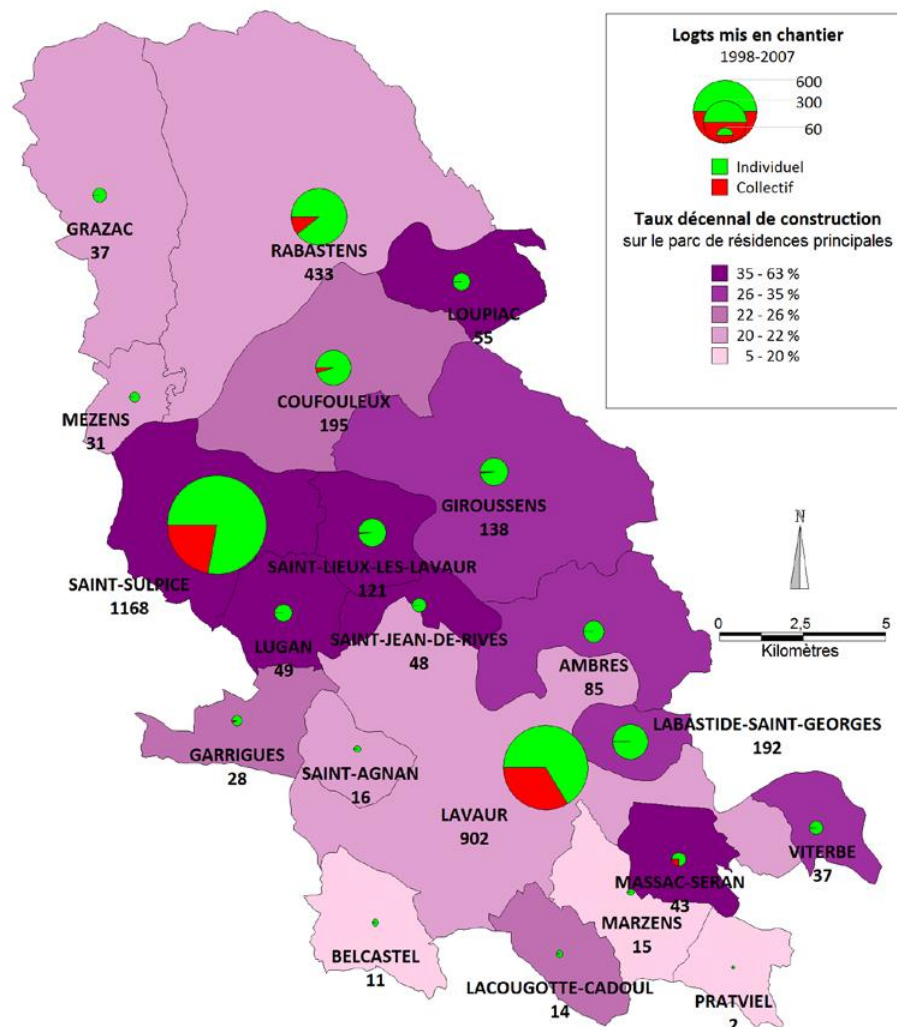 Logts mis en chantier
1998-2007
600
300
60
Individuel
Collectif
Taux décennal de construction
sur le parc de résidences principales
35 - 63 %
26 - 35 %
22 - 26 %
20 - 22 %
5 - 20 %
GRAZAC
37
RABASTENS
433
LOUPIAC
55
COUFOULEUX
195
MEZENS
31
GIROUSSENS
138
SAINT-SULPICE
1168
SAINT-LIEUX-LES-LAVAUR
121
N
0 2,5 5
Kilomètres
LUGAN
49
SAINT-JEAN-DE-RIVES
48
AMBRES
85
LABASTIDE-SAINT-GEORGES
192
GARRIGUES
28
SAINT-AGNAN
16
LAVAUR
902
VITERBE
37
MASSAC-SERAN
43
MARZENS
15
BELCASTEL
11
LACOUGOTTE-CADOUL
14
PRATVIEL
2